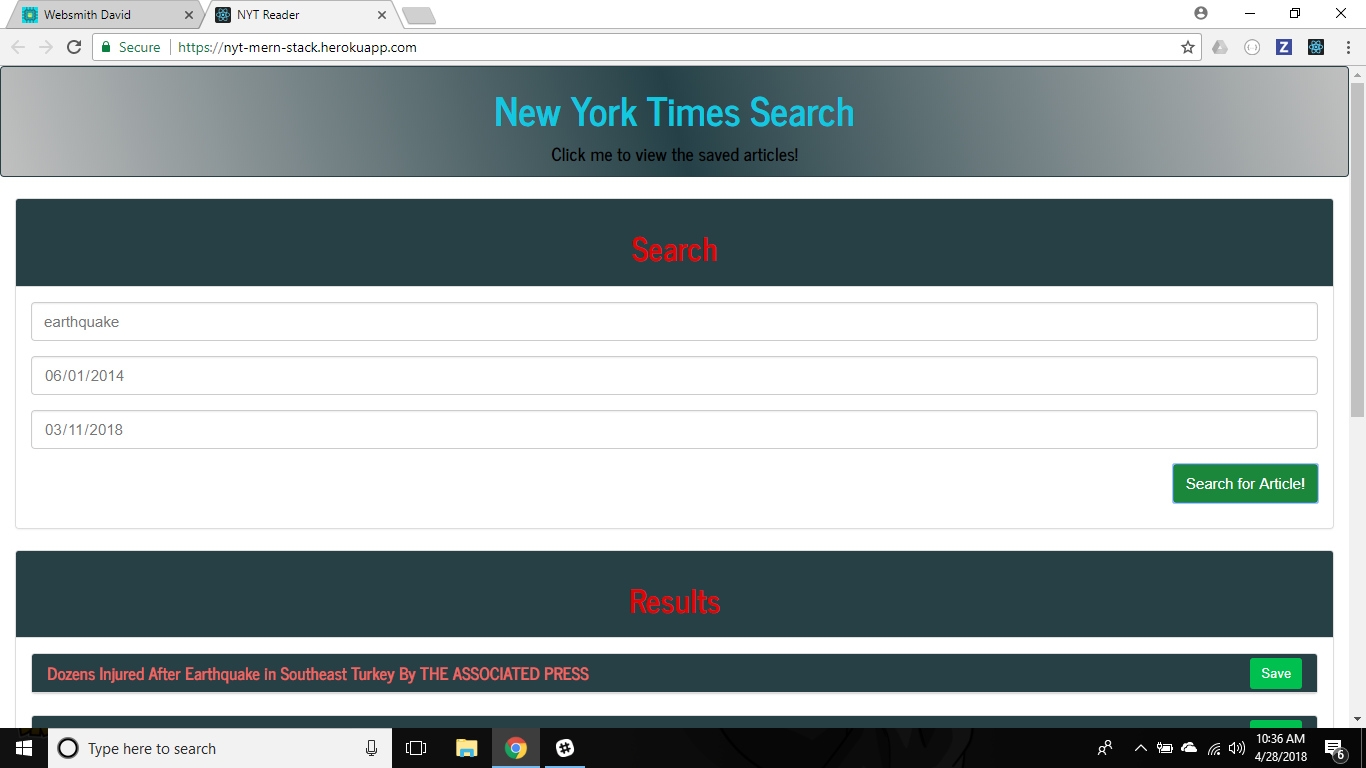 Websmith David
NYT Reader
Secure
https://nyt-mern-stack.herokuapp.com
Z
New York Times Search
Click me to view the saved articles!
Search
earthquake
06/01/2014
03/11/2018
Search for Article!
Results
Dozens Injured After Earthquake in Southeast Turkey By THE ASSOCIATED PRESS
Save
Type here to search
10:36 AM
4/28/2018
6